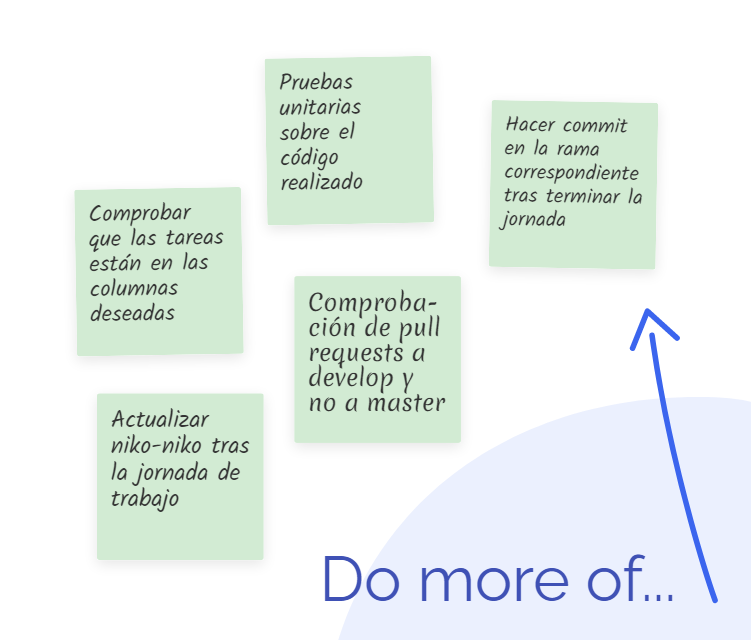 Pruebas
unitarias
sobre el
código
realizado
Hacer commit
en la rama
correspondiente
tras terminar la
jornada
Comprobar
que las tareas
están en las
columnas
deseadas
Comproba-
ción de pull
requests a
develop y
no a master
Actualizar
niko-niko tras
la jornada de
trabajo
Do more of...